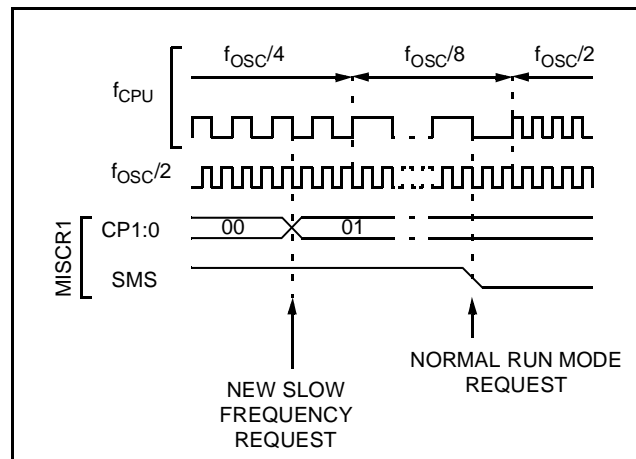 fOSC/4 fOSC/8 fOSC/2
fCPU
fOSC/2
MISCR1
CP1:0 00 01
SMS
NEW SLOW
FREQUENCY
REQUEST
NORMAL RUN MODE
REQUEST